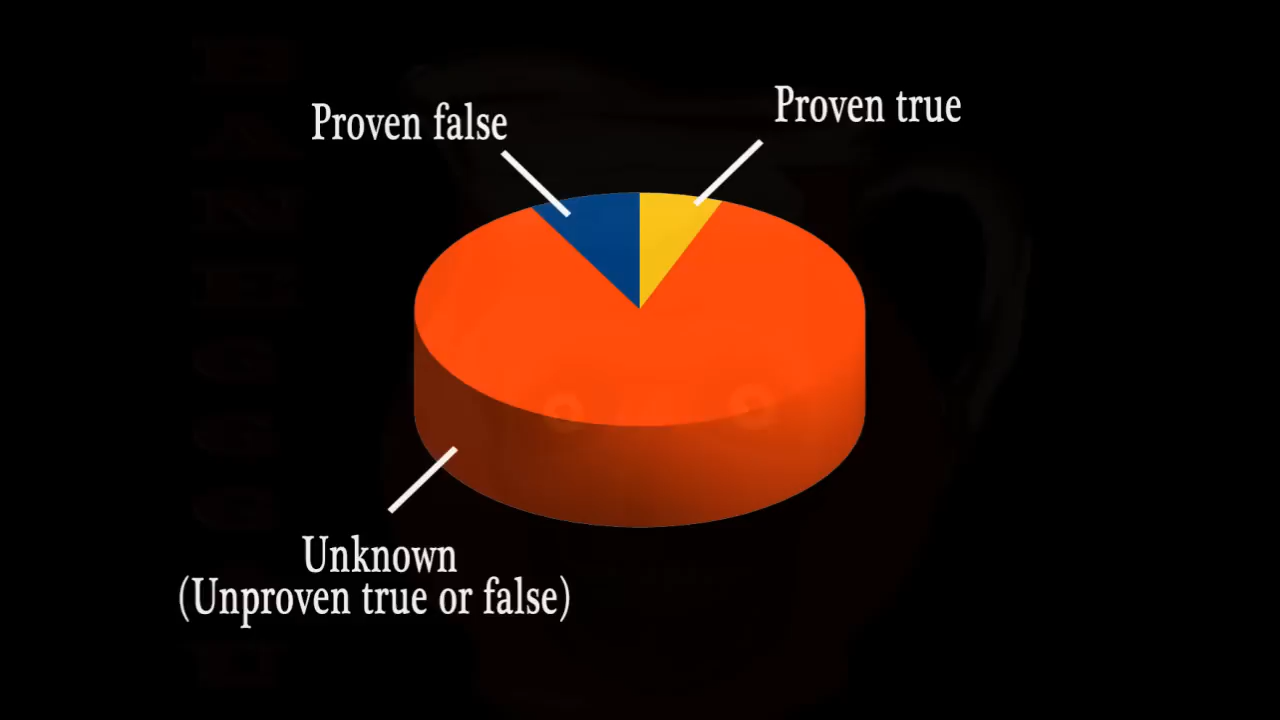 Proven false
Proven true
Unknown
(Unproven true or false)